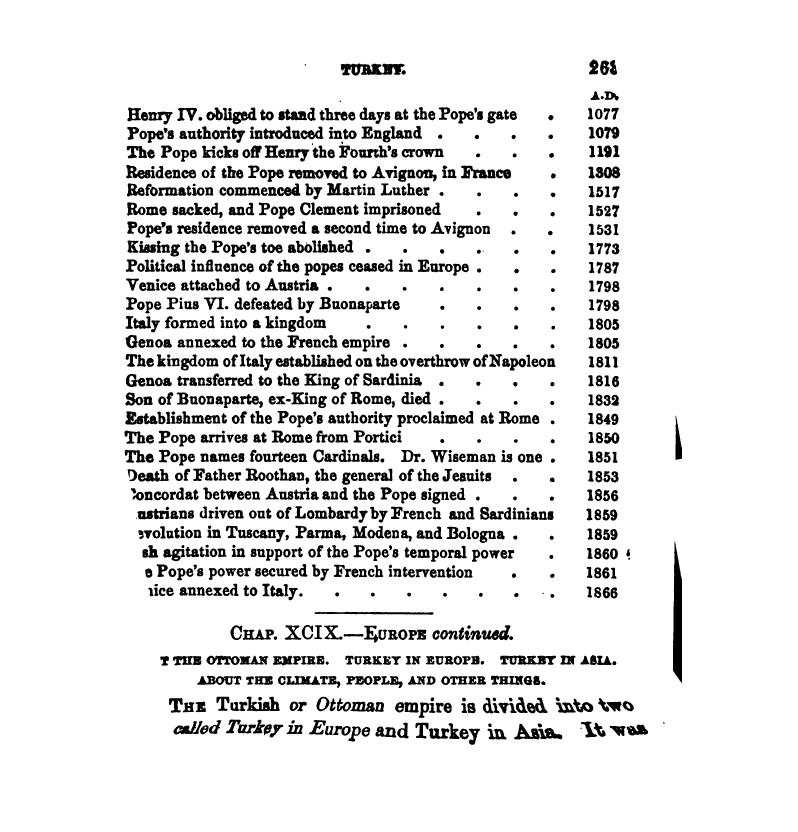 TURKEY. 261
A.D.
Henry IV. obliged to stand three days at the Pope's gate . 1077
Pope's authority introduced into England . . . . 1079
The Pope kicks off Henry the Fourth's crown . . . 1191
Residence of the Pope removed to Avignon, in France . 1308
Reformation commenced by Martin Luther . . . . 1517
Rome sacked, and Pope Clement imprisoned . . . 1527
Pope's residence removed a second time to Avignon . . 1531
Kissing the Pope's toe abolished . . . . . . 1773
Political influence of the popes ceased in Europe . . . 1787
Venice attached to Austria . . . . . . . 1798
Pope Pius VI. defeated by Buonaparte . . . . 1798
Italy formed into a kingdom . . . . . . 1805
Genoa annexed to the French empire . . . . . 1805
The kingdom of Italy established on the overthrow of Napoleon 1811
Genoa transferred to the King of Sardinia . . . . 1816
Son of Buonaparte, ex-King of Rome, died . . . . 1832
Establishment of the Pope's authority proclaimed at Rome . 1849
The Pope arrives at Rome from Portici . . . . 1850
The Pope names fourteen Cardinals. Dr. Wiseman is one . 1851
Death of Father Roothan, the general of the Jesuits . . 1853
oncordat between Austria and the Pope signed . . . 1856
ustrians driven out of Lombardy by French and Sardinians 1859
evolution in Tuscany, Parma, Modena, and Bologna . . 1859
sh agitation in support of the Pope's temporal power . 1860
e Pope's power secured by French intervention . . 1861
ice annexed to Italy. . . . . . . . 1866
CHAP. XCIX.—EUROPE continued.
T THE OTTOMAN EMPIRE. TURKEY IN EUROPE. TURKEY IN ASIA.
ABOUT THE CLIMATE, PEOPLE, AND OTHER THINGS.
THE Turkish or Ottoman empire is divided into two
called Turkey in Europe and Turkey in Asia. It was